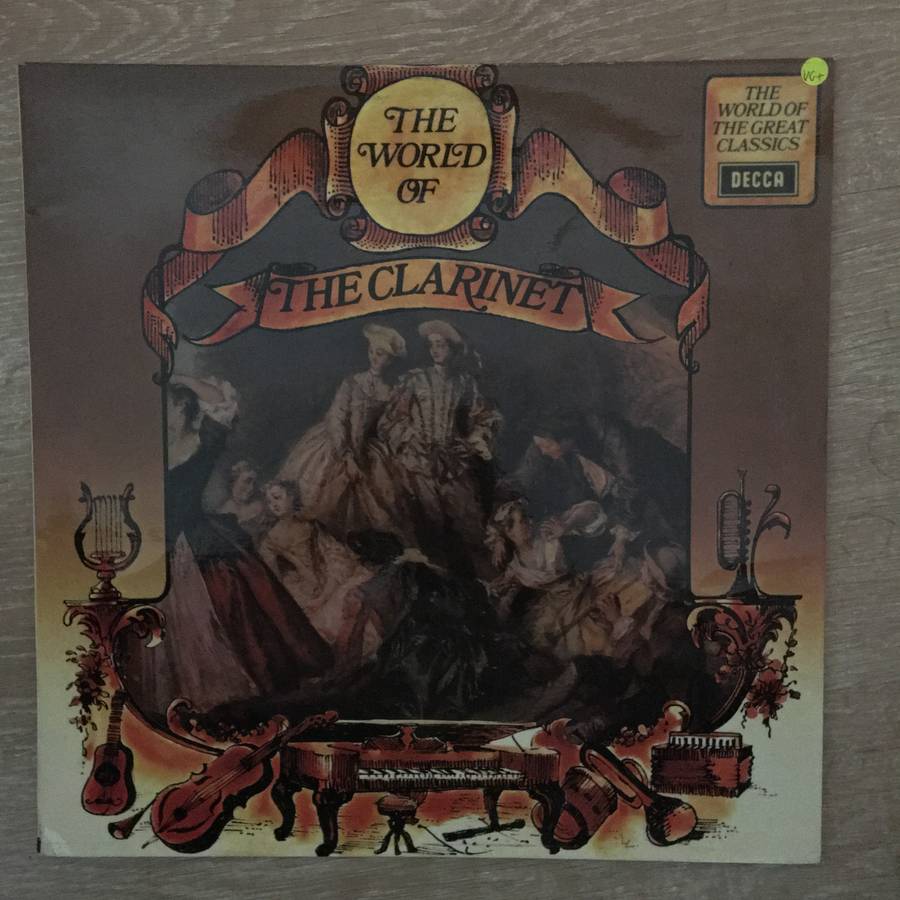 THE
WORLD
OF
THE CLARINET
THE
WORLD OF
THE GREAT
CLASSICS
DECCA
VG+